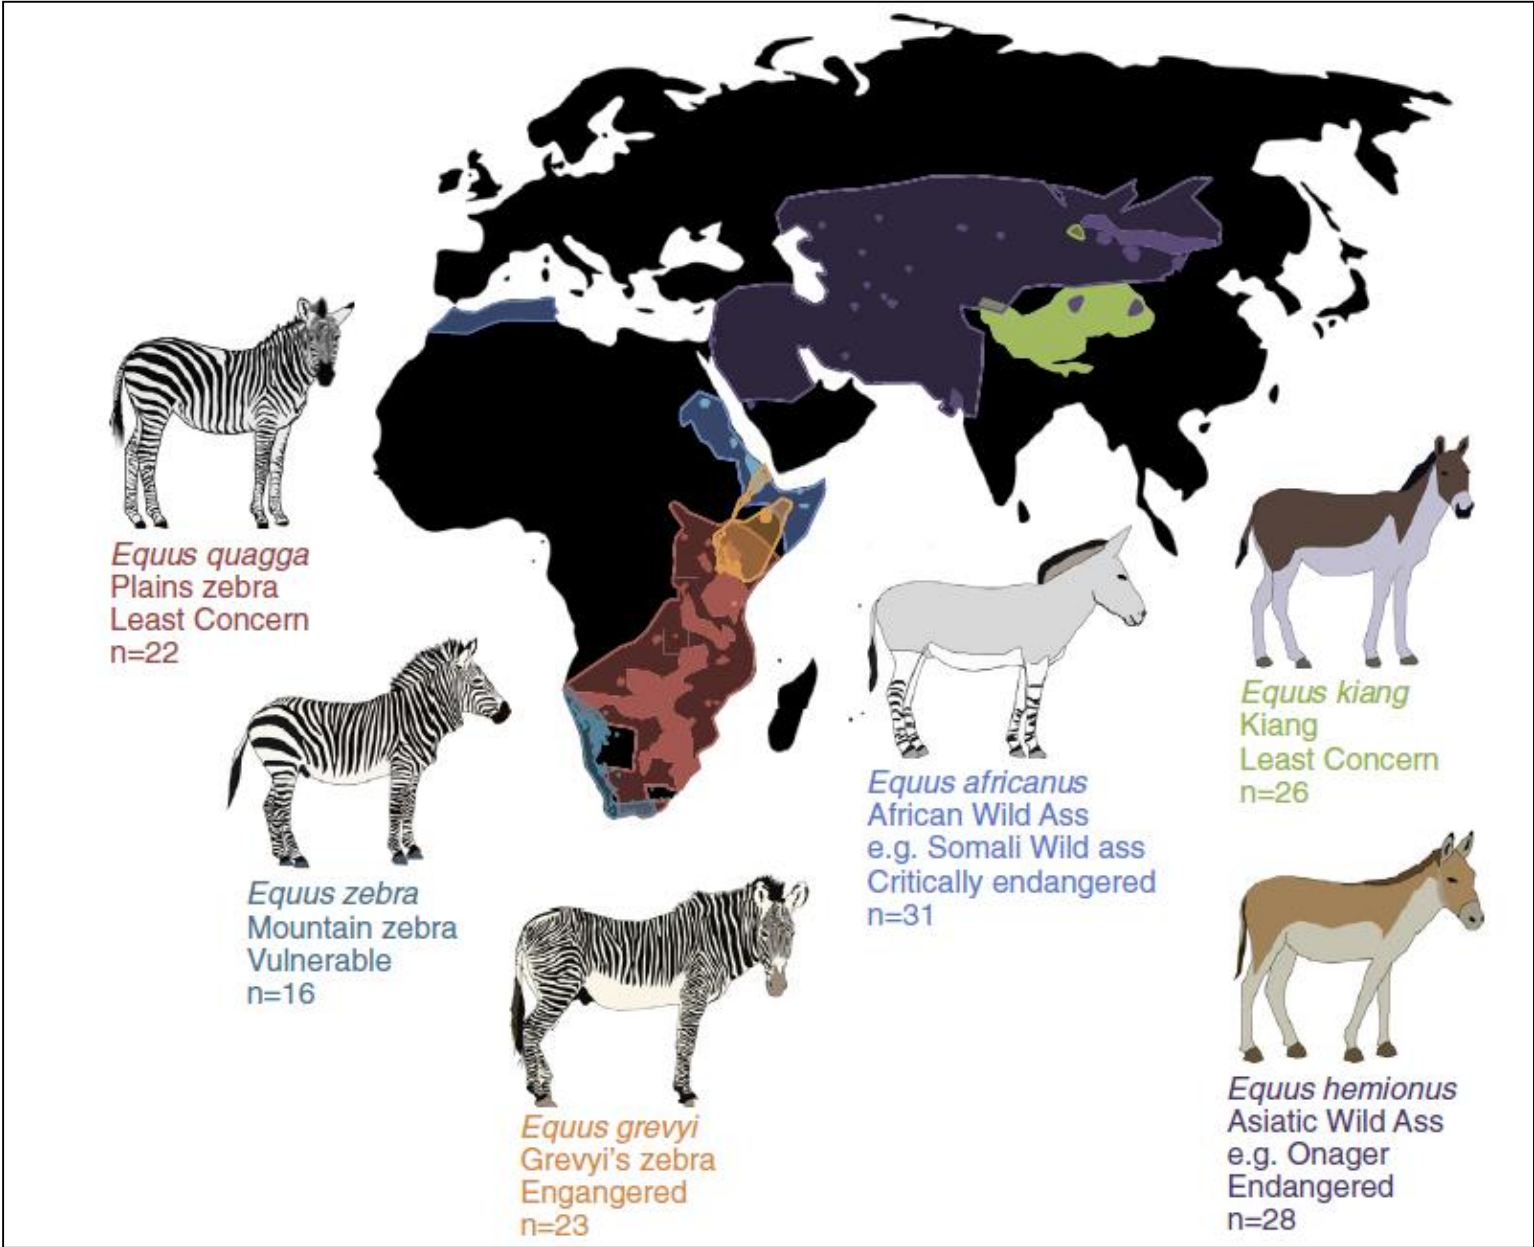 Equus quagga
Plains zebra
Least Concern
n=22
Equus zebra
Mountain zebra
Vulnerable
n=16
Equus grevyi
Grevyi's zebra
Engangered
n=23
Equus africanus
African Wild Ass
e.g. Somali Wild ass
Critically endangered
n=31
Equus kiang
Kiang
Least Concern
n=26
Equus hemionus
Asiatic Wild Ass
e.g. Onager
Endangered
n=28